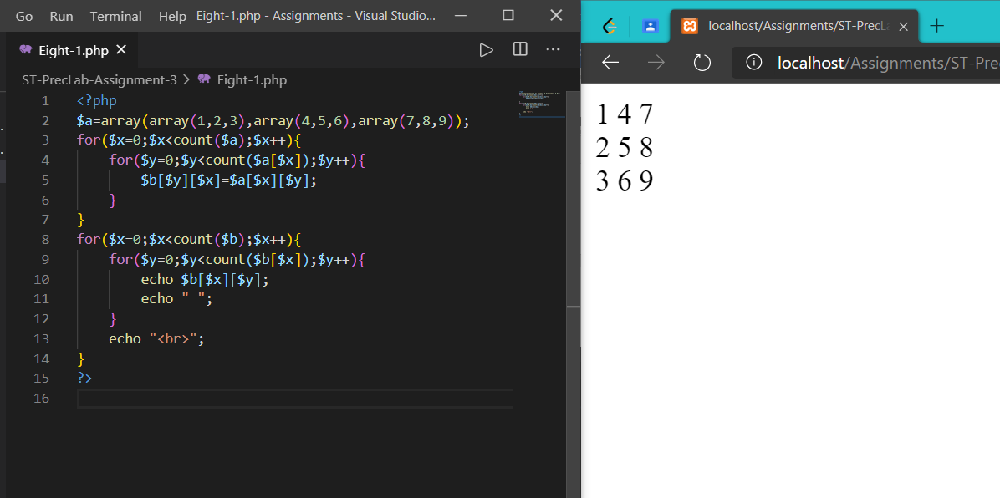 Go Run Terminal Help Eight-1.php - Assignments - Visual Studio...
Eight-1.php
ST-PrecLab-Assignment-3 > Eight-1.php
1 <?php
2 $a=array(array(1,2,3),array(4,5,6),array(7,8,9));
3 for($x=0;$x<count($a);$x++){
4     for($y=0;$y<count($a[$x]);$y++){
5         $b[$y][$x]=$a[$x][$y];
6     }
7 }
8 for($x=0;$x<count($b);$x++){
9     for($y=0;$y<count($b[$x]);$y++){
10         echo $b[$x][$y];
11         echo " ";
12     }
13     echo "<br>";
14 }
15 ?>
16
localhost/Assignments/ST-PrecL
localhost/Assignments/ST-Pre
1 4 7
2 5 8
3 6 9